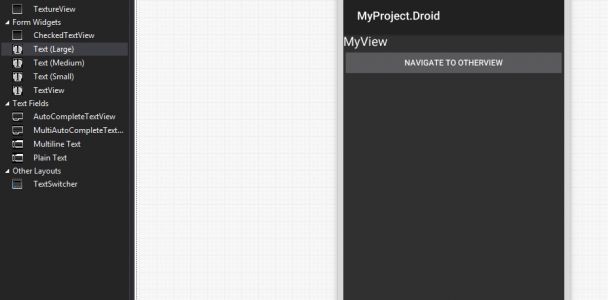 TextureView
Form Widgets
CheckedTextView
Text (Large)
Text (Medium)
Text (Small)
TextView
Text Fields
AutoCompleteTextView
MultiAutoCompleteText...
Multiline Text
Plain Text
Other Layouts
TextSwitcher
MyProject.Droid
MyView
NAVIGATE TO OTHERVIEW